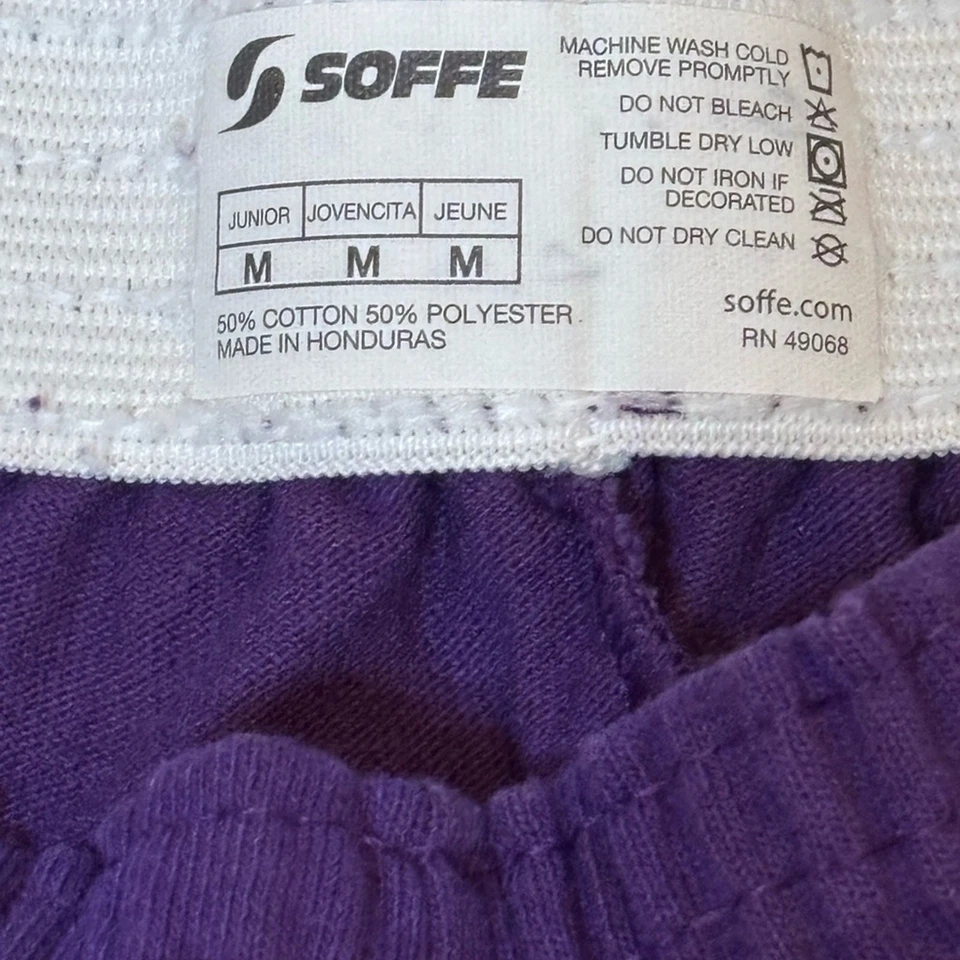 SOFFE
JUNIOR JOVENCITA JEUNE
M M M
50% COTTON 50% POLYESTER
MADE IN HONDURAS
MACHINE WASH COLD
REMOVE PROMPTLY
DO NOT BLEACH
TUMBLE DRY LOW
DO NOT IRON IF
DECORATED
DO NOT DRY CLEAN
soffe.com
RN 49068